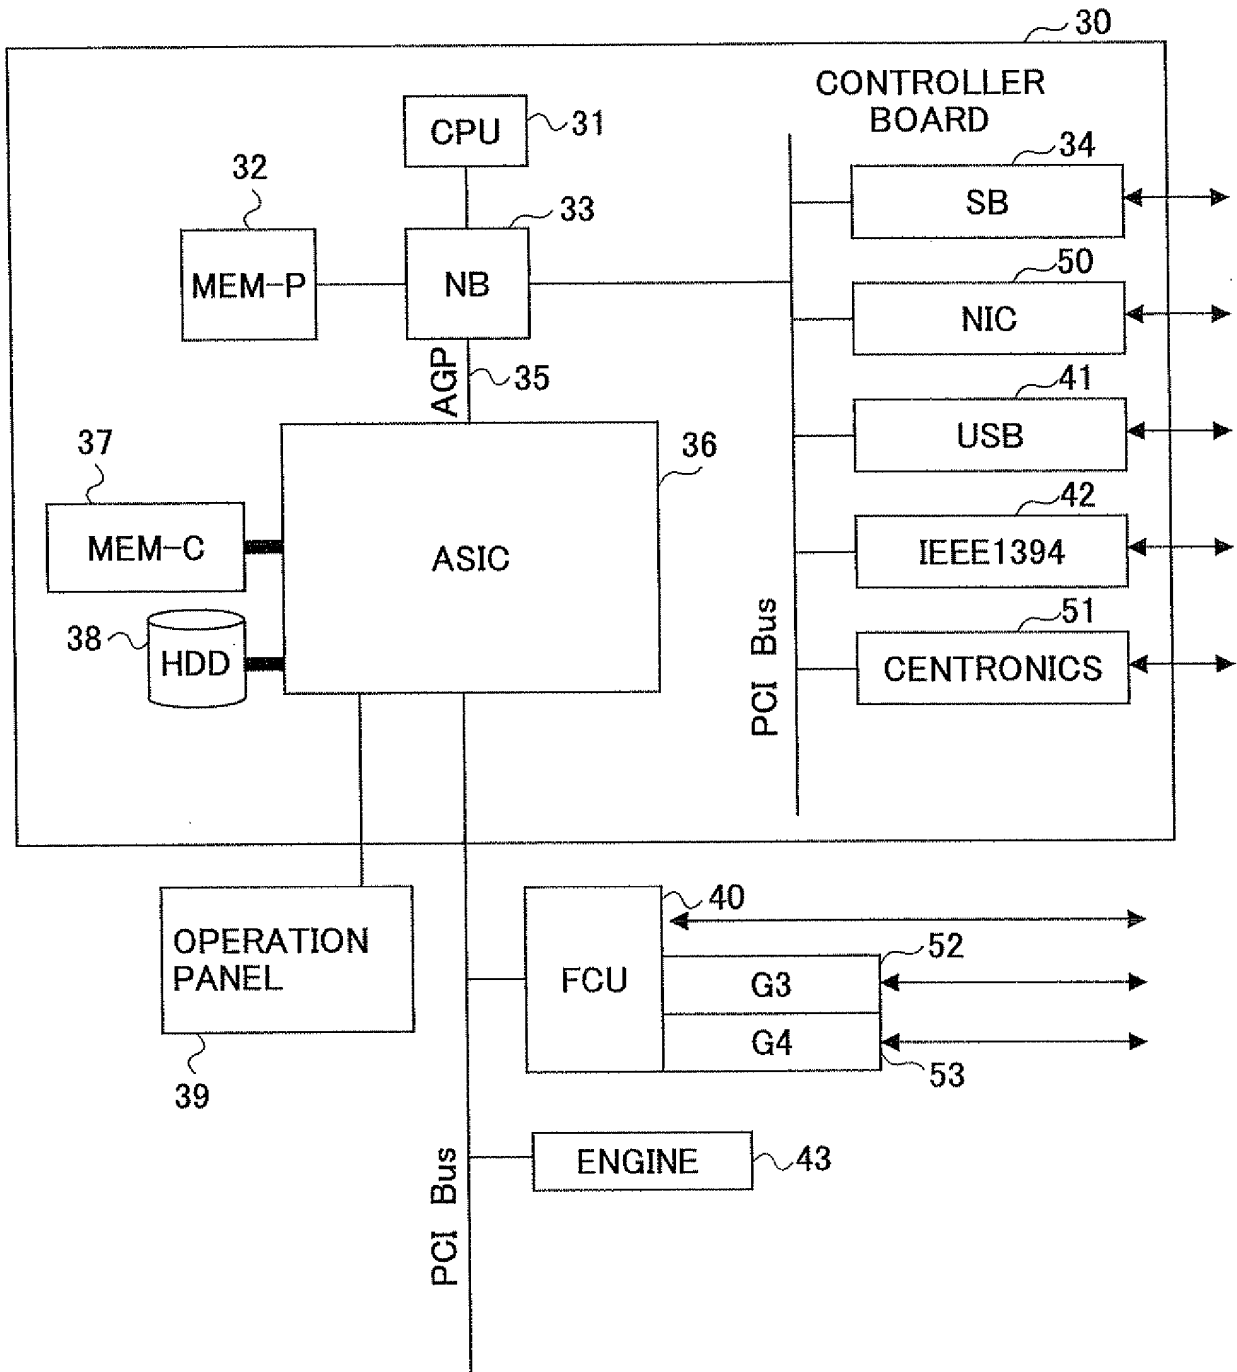 30
CONTROLLER
BOARD
CPU
31
34
SB
32
33
MEM-P
NB
50
NIC
AGP
35
41
USB
37
36
MEM-C
ASIC
42
IEEE1394
38
HDD
PCI Bus
51
CENTRONICS
40
OPERATION
PANEL
FCU
52
G3
G4
53
39
ENGINE
43
PCI Bus